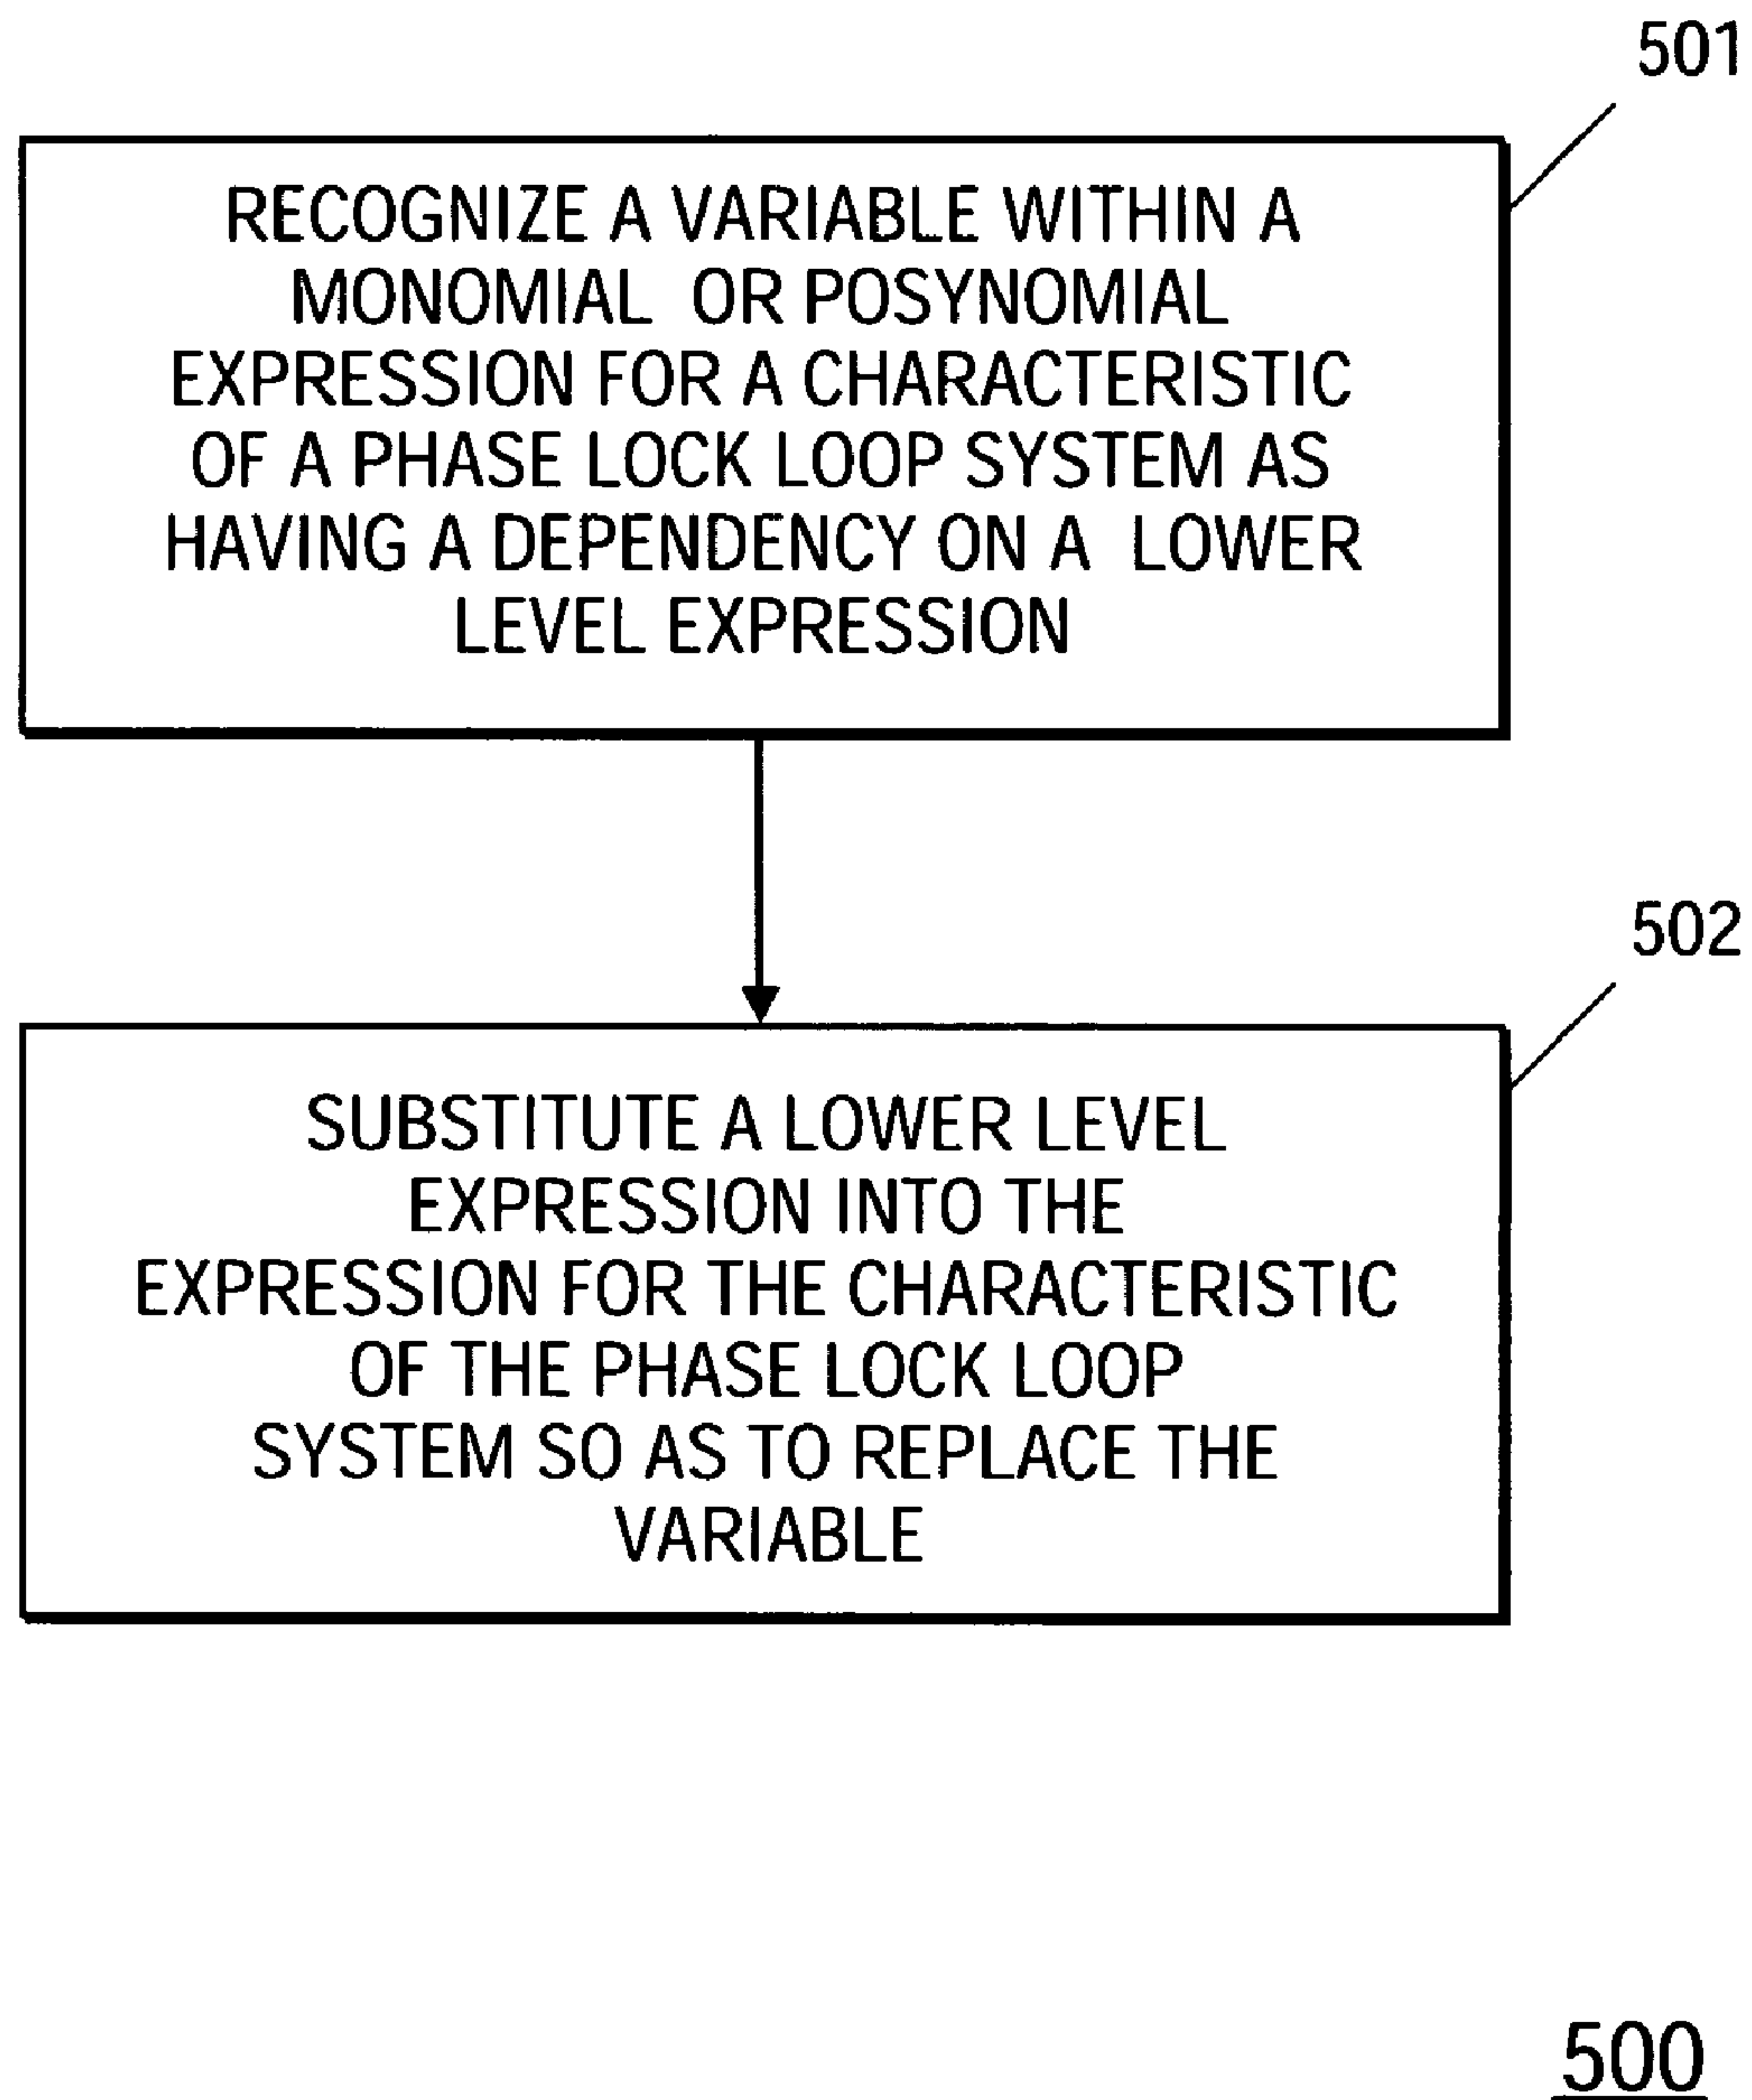 501
RECOGNIZE A VARIABLE WITHIN A
MONOMIAL OR POSYNOMIAL
EXPRESSION FOR A CHARACTERISTIC
OF A PHASE LOCK LOOP SYSTEM AS
HAVING A DEPENDENCY ON A LOWER
LEVEL EXPRESSION
502
SUBSTITUTE A LOWER LEVEL
EXPRESSION INTO THE
EXPRESSION FOR THE CHARACTERISTIC
OF THE PHASE LOCK LOOP
SYSTEM SO AS TO REPLACE THE
VARIABLE
500